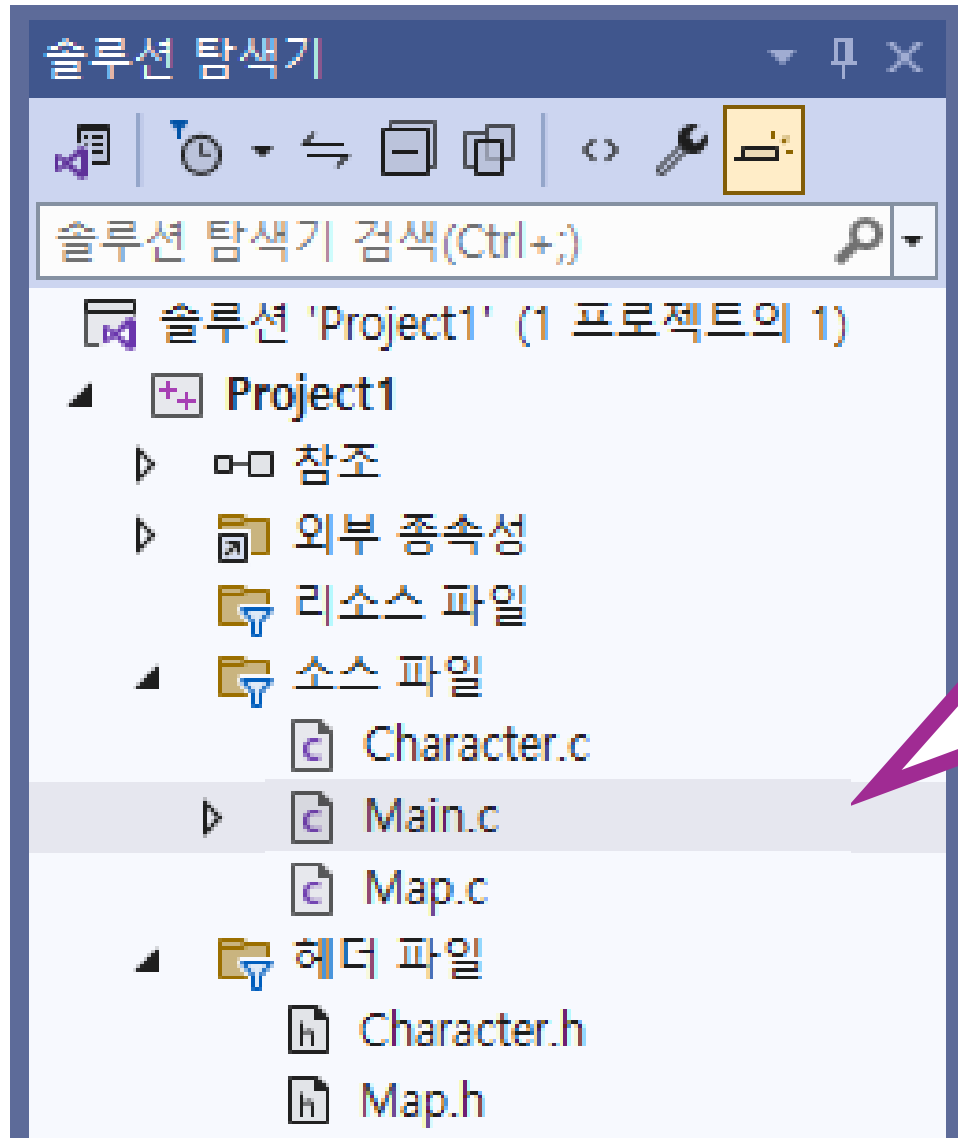 솔루션 탐색기
솔루션 탐색기 검색(Ctrl+;)
솔루션 'Project1' (1 프로젝트의 1)
Project1
참조
외부 종속성
리소스 파일
소스 파일
Character.c
Main.c
Map.c
헤더 파일
Character.h
Map.h